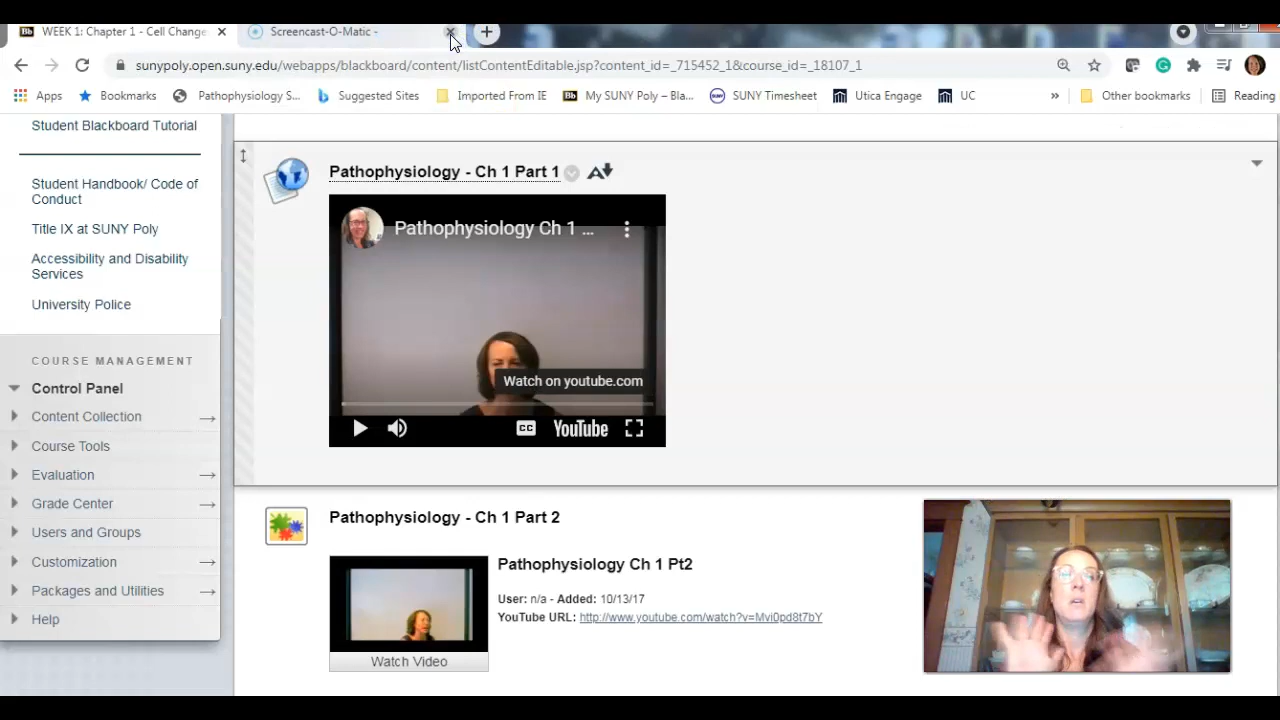 WEEK 1: Chapter 1 - Cell Change
Screencast-O-Matic -
sunypoly.open.suny.edu/webapps/blackboard/content/listContentEditable.jsp?content_id=_715452_1&course_id=_18107_1
Apps Bookmarks Pathophysiology S... Suggested Sites Imported From IE My SUNY Poly – Bla... SUNY Timesheet Utica Engage UC » Other bookmarks Reading
Student Blackboard Tutorial
Student Handbook/ Code of
Conduct
Title IX at SUNY Poly
Accessibility and Disability
Services
University Police
COURSE MANAGEMENT
Control Panel
Content Collection
Course Tools
Evaluation
Grade Center
Users and Groups
Customization
Packages and Utilities
Help
Pathophysiology - Ch 1 Part 1
Pathophysiology Ch 1 ...
Watch on youtube.com
CC YouTube
Pathophysiology - Ch 1 Part 2
Pathophysiology Ch 1 Pt2
User: n/a - Added: 10/13/17
YouTube URL: http://www.youtube.com/watch?v=Mvi0pd8t7bY
Watch Video